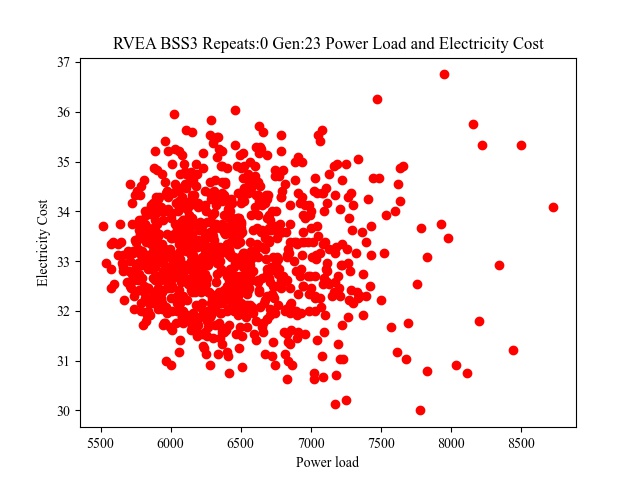 RVEA BSS3 Repeats:0 Gen:23 Power Load and Electricity Cost
37
36
35
34
33
32
31
30
Electricity Cost
5500 6000 6500 7000 7500 8000 8500
Power load